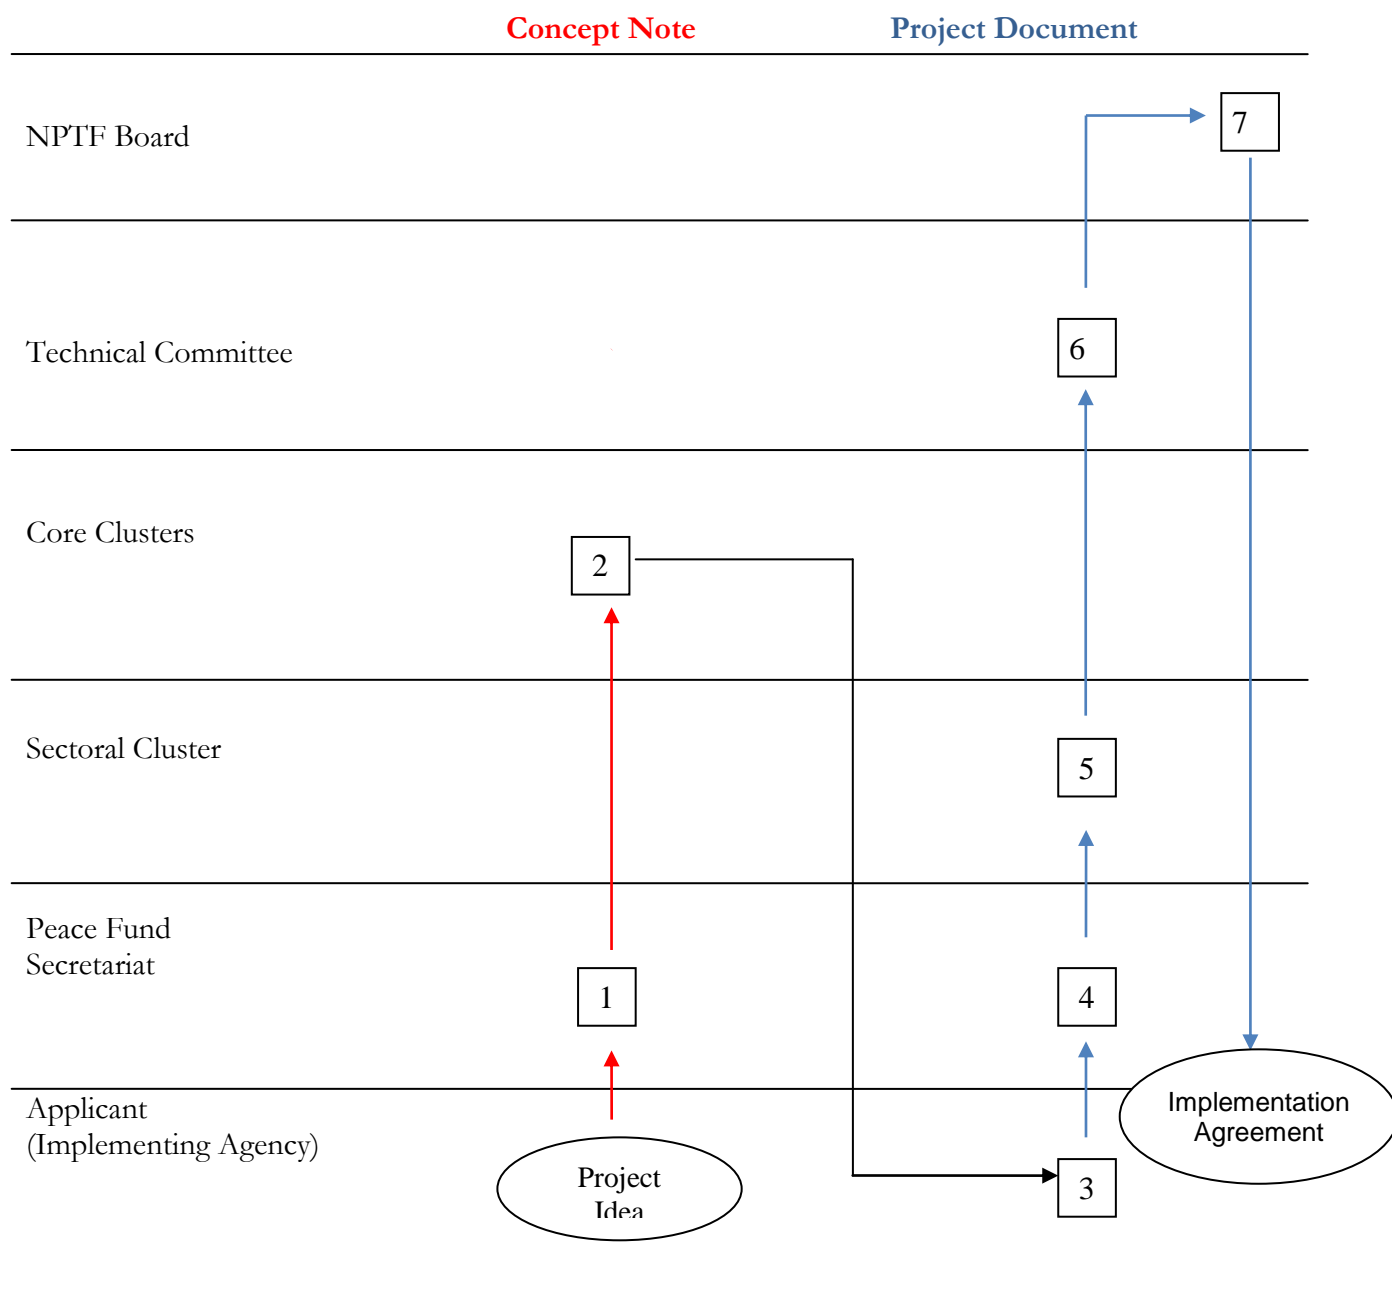 Concept Note
Project Document
NPTF Board
7
Technical Committee
6
Core Clusters
2
Sectoral Cluster
5
Peace Fund
Secretariat
1
4
Applicant
(Implementing Agency)
Implementation
Agreement
Project
Idea
3